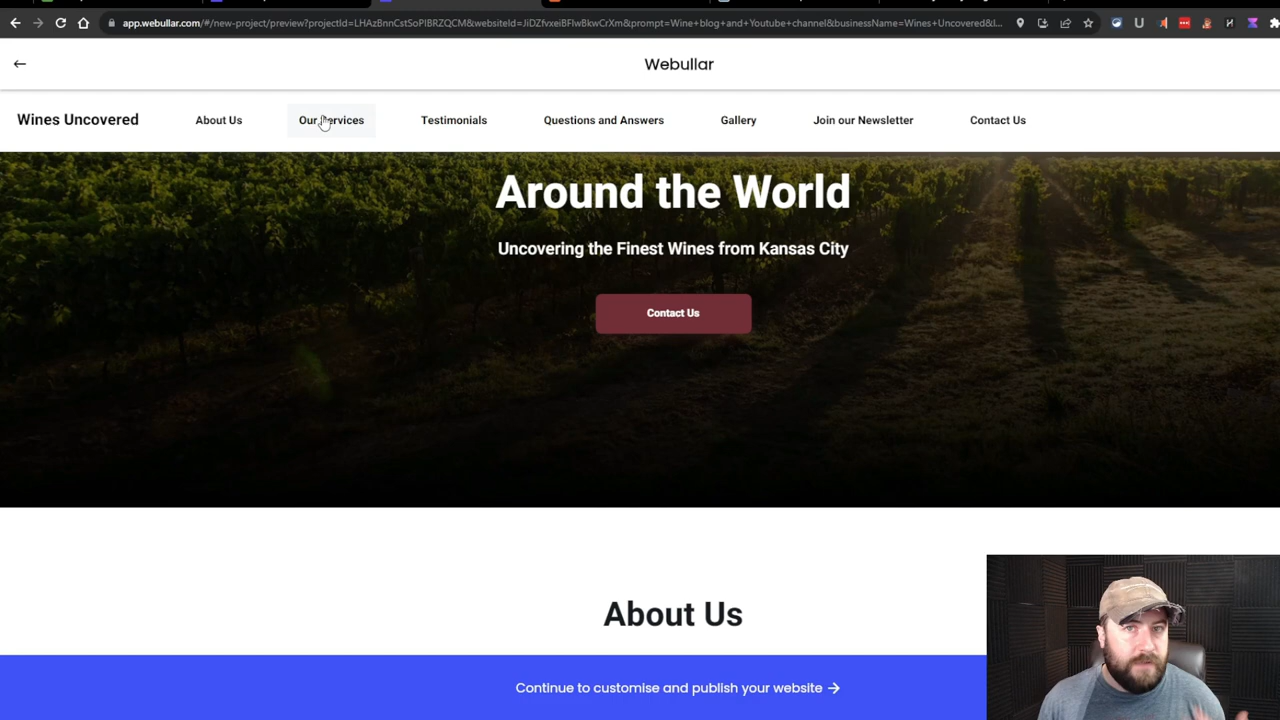 app.webullar.com/#/new-project/preview?projectId=LHAzBnnCstSoPIBRZQCM&websiteId=JiDZfvxeiBFIwBkwCrXm&prompt=Wine+blog+and+Youtube+channel&businessName=Wines+Uncovered&l...
Webullar
Wines Uncovered
About Us
Our Services
Testimonials
Questions and Answers
Gallery
Join our Newsletter
Contact Us
Around the World
Uncovering the Finest Wines from Kansas City
Contact Us
About Us
Continue to customise and publish your website →